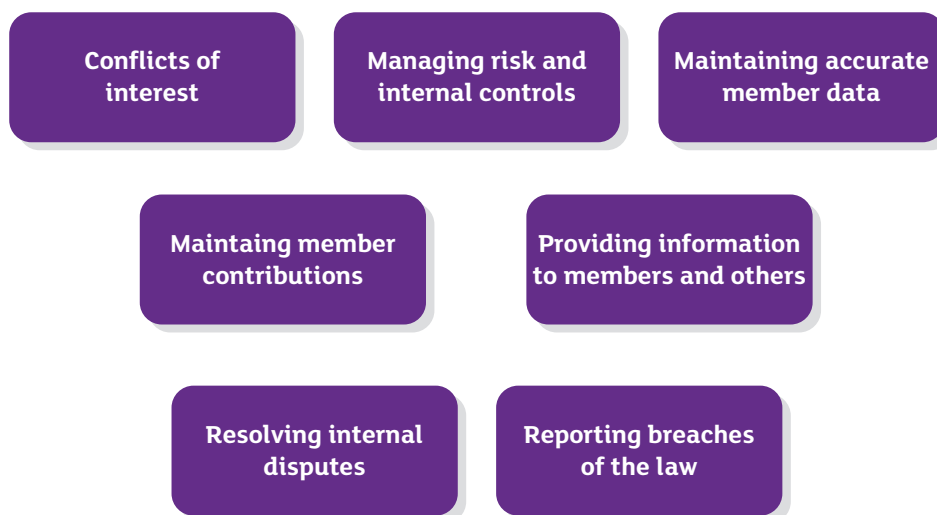 Conflicts of
interest
Managing risk and
internal controls
Maintaining accurate
member data
Maintaing member
contributions
Providing information
to members and others
Resolving internal
disputes
Reporting breaches
of the law